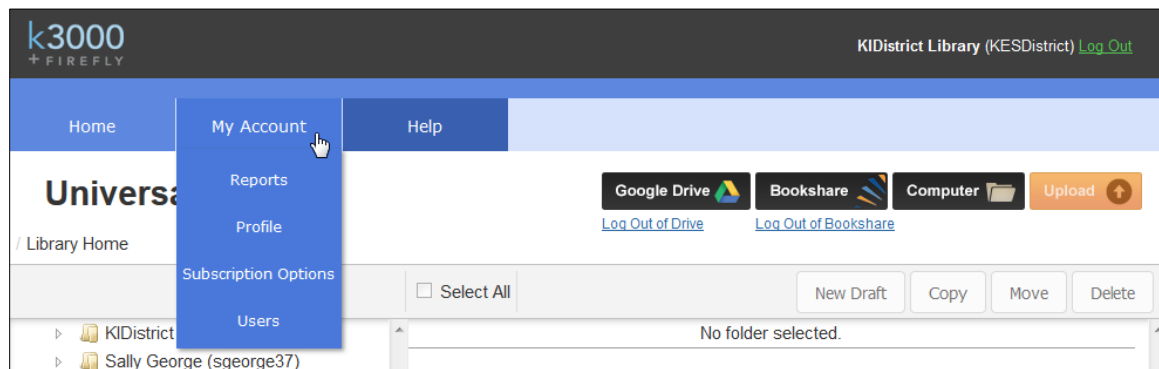 k3000
+ FIREFLY
KIDistrict Library (KESDistrict) Log Out
Home My Account Help
Reports
Profile
Subscription Options
Users
Universa
Google Drive Bookshare Computer Upload
Log Out of Drive Log Out of Bookshare
/ Library Home
Select All New Draft Copy Move Delete
KIDistrict No folder selected.
Sally George (sgeorge37)